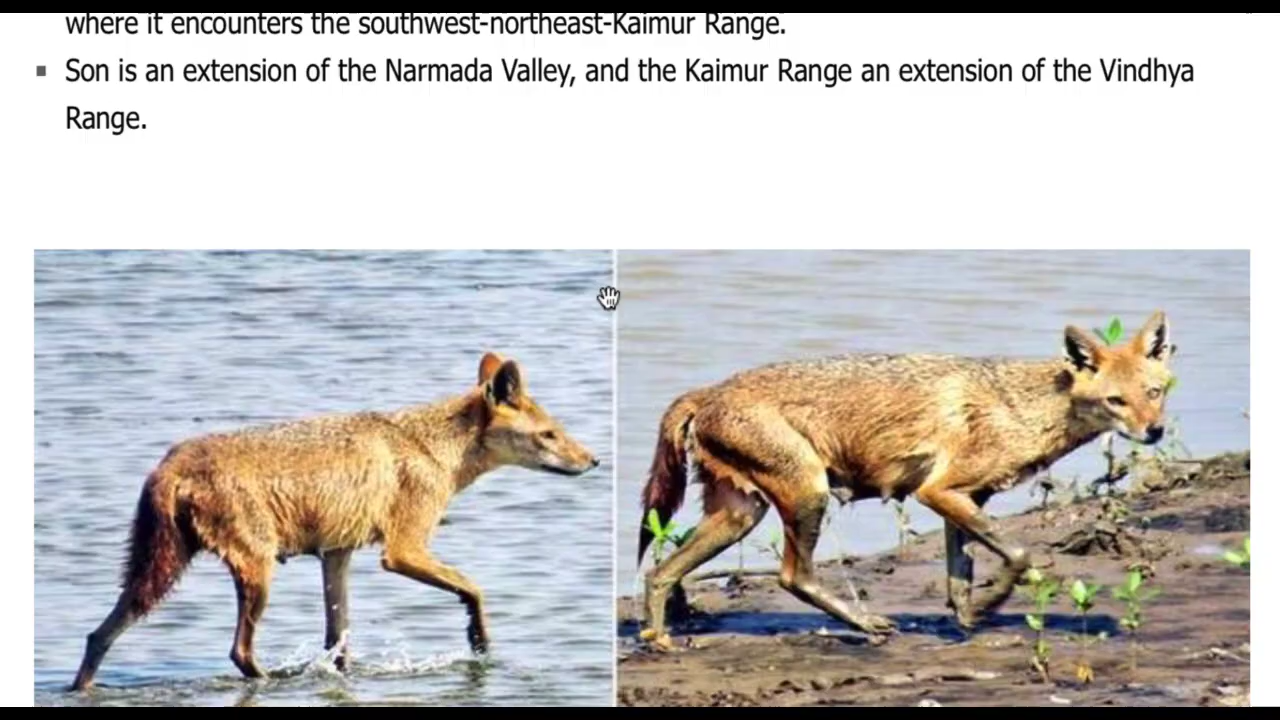 where it encounters the southwest-northeast-Kaimur Range.
▪ Son is an extension of the Narmada Valley, and the Kaimur Range an extension of the Vindhya
Range.